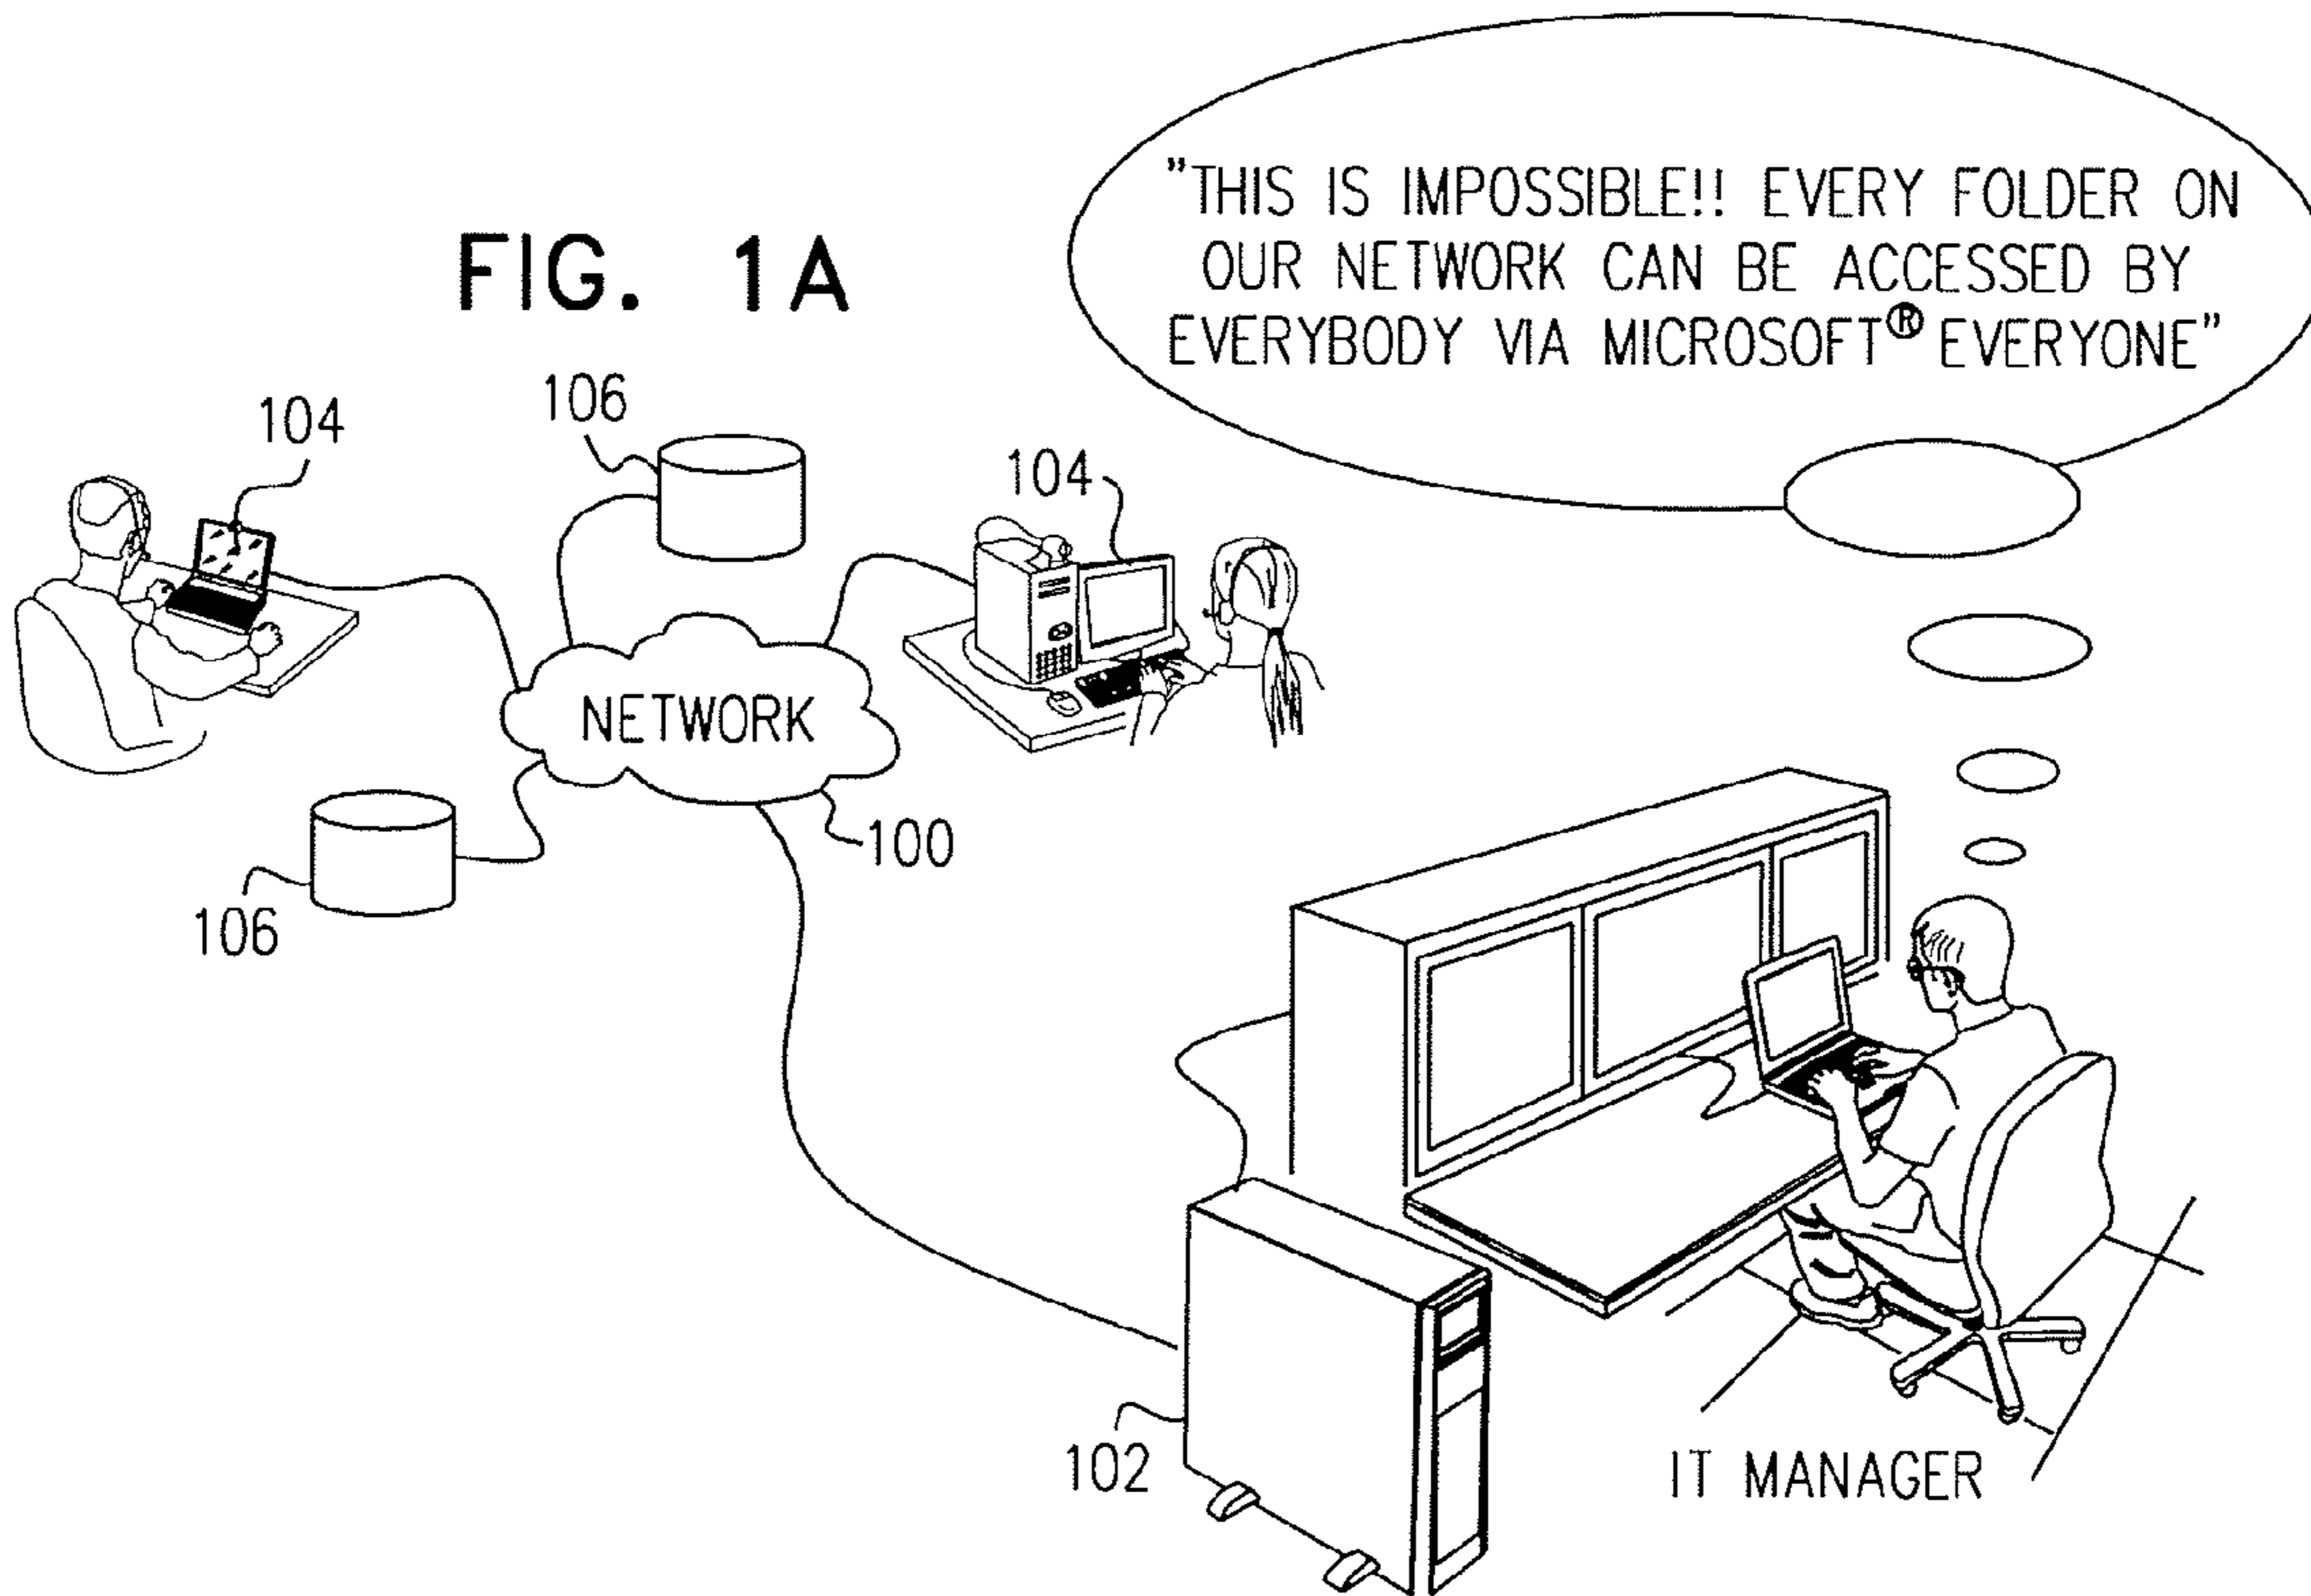 FIG. 1A
"THIS IS IMPOSSIBLE!! EVERY FOLDER ON
OUR NETWORK CAN BE ACCESSED BY
EVERYBODY VIA MICROSOFT® EVERYONE"
104
106
104
NETWORK
100
106
102
IT MANAGER